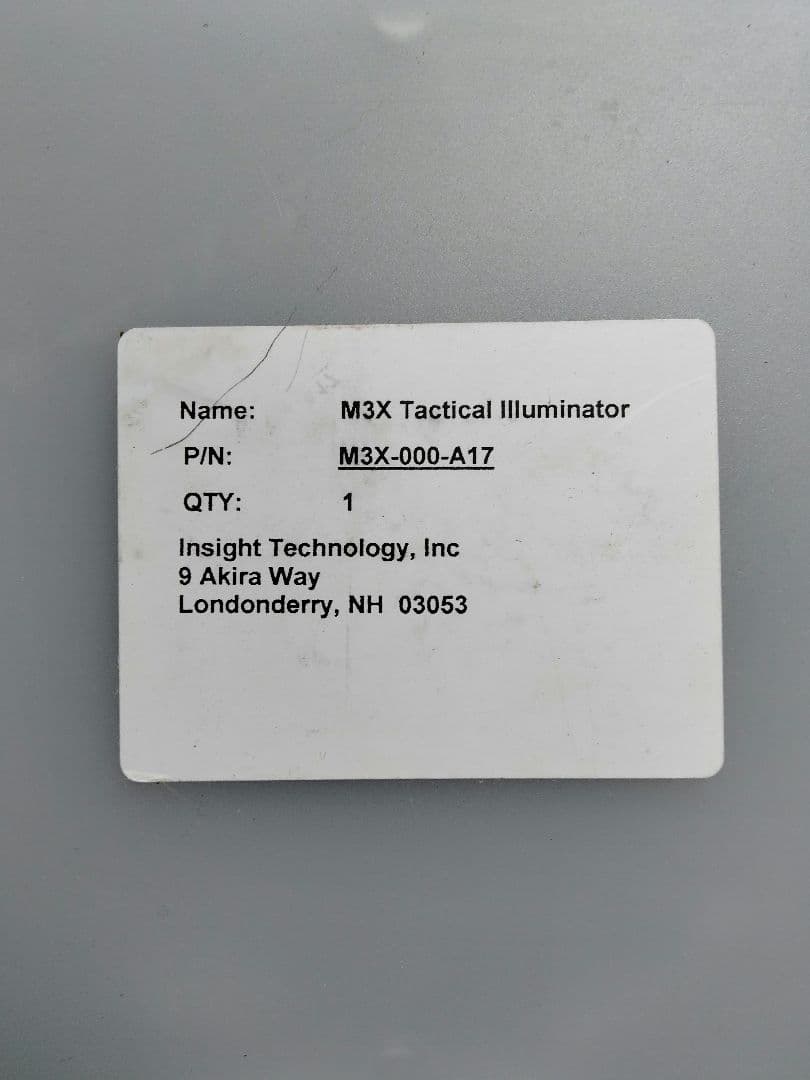 Name: M3X Tactical Illuminator
P/N: M3X-000-A17
QTY: 1
Insight Technology, Inc
9 Akira Way
Londonderry, NH 03053